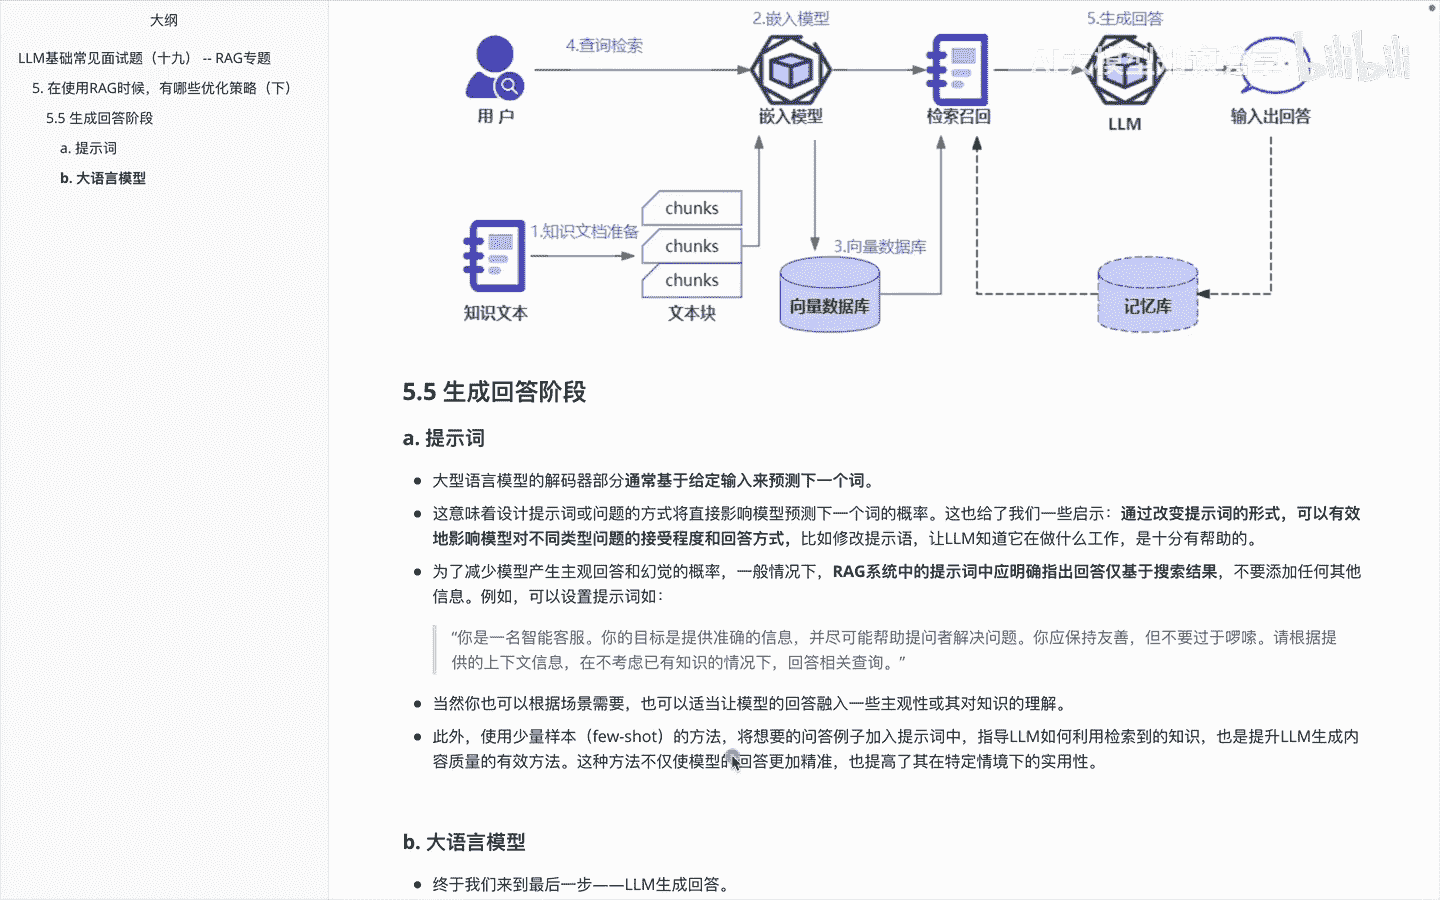 大纲
LLM基础常见面试题（十九） -- RAG专题
5. 在使用RAG时候，有哪些优化策略（下）
5.5 生成回答阶段
a. 提示词
b. 大语言模型
2.嵌入模型
5.生成回答
4.查询检索
用 户
嵌入模型
检索召回
LLM
输入出回答
chunks
1.知识文档准备
chunks
3.向量数据库
chunks
向量数据库
记忆库
知识文本
文本块
5.5 生成回答阶段
a. 提示词
大型语言模型的解码器部分通常基于给定输入来预测下一个词。
这意味着设计提示词或问题的方式将直接影响模型预测下一个词的概率。这也给了我们一些启示：通过改变提示词的形式，可以有效
地影响模型对不同类型问题的接受程度和回答方式，比如修改提示语，让LLM知道它在做什么工作，是十分有帮助的。
为了减少模型产生主观回答和幻觉的概率，一般情况下，RAG系统中的提示词中应明确指出回答仅基于搜索结果，不要添加任何其他
信息。例如，可以设置提示词如：
“你是一名智能客服。你的目标是提供准确的信息，并尽可能帮助提问者解决问题。你应保持友善，但不要过于啰嗦。请根据提
供的上下文信息，在不考虑已有知识的情况下，回答相关查询。”
当然你也可以根据场景需要，也可以适当让模型的回答融入一些主观性或其对知识的理解。
此外，使用少量样本（few-shot）的方法，将想要的问答例子加入提示词中，指导LLM如何利用检索到的知识，也是提升LLM生成内
容质量的有效方法。这种方法不仅使模型的回答更加精准，也提高了其在特定情境下的实用性。
b. 大语言模型
终于我们来到最后一步——LLM生成回答。